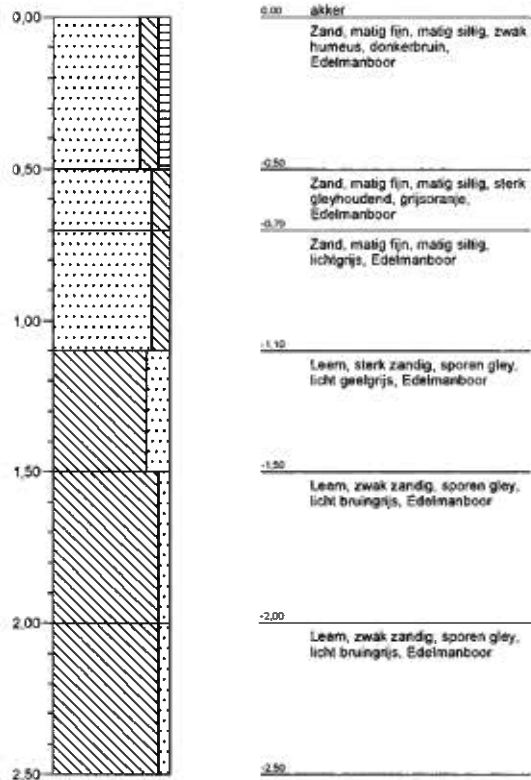 0,00
0,50
1,00
1,50
2,00
2,50
0,00 akker
Zand, matig fijn, matig siltig, zwak
humeus, donkerbruin,
Edelmanboor
-0,50
Zand, matig fijn, matig siltig, sterk
gleyhoudend, grijsoranje,
Edelmanboor
-0,70
Zand, matig fijn, matig siltig,
lichtgrijs, Edelmanboor
-1,10
Leem, sterk zandig, sporen gley,
licht geelgrijs, Edelmanboor
-1,50
Leem, zwak zandig, sporen gley,
licht bruingrijs, Edelmanboor
-2,00
Leem, zwak zandig, sporen gley,
licht bruingrijs, Edelmanboor
-2,50